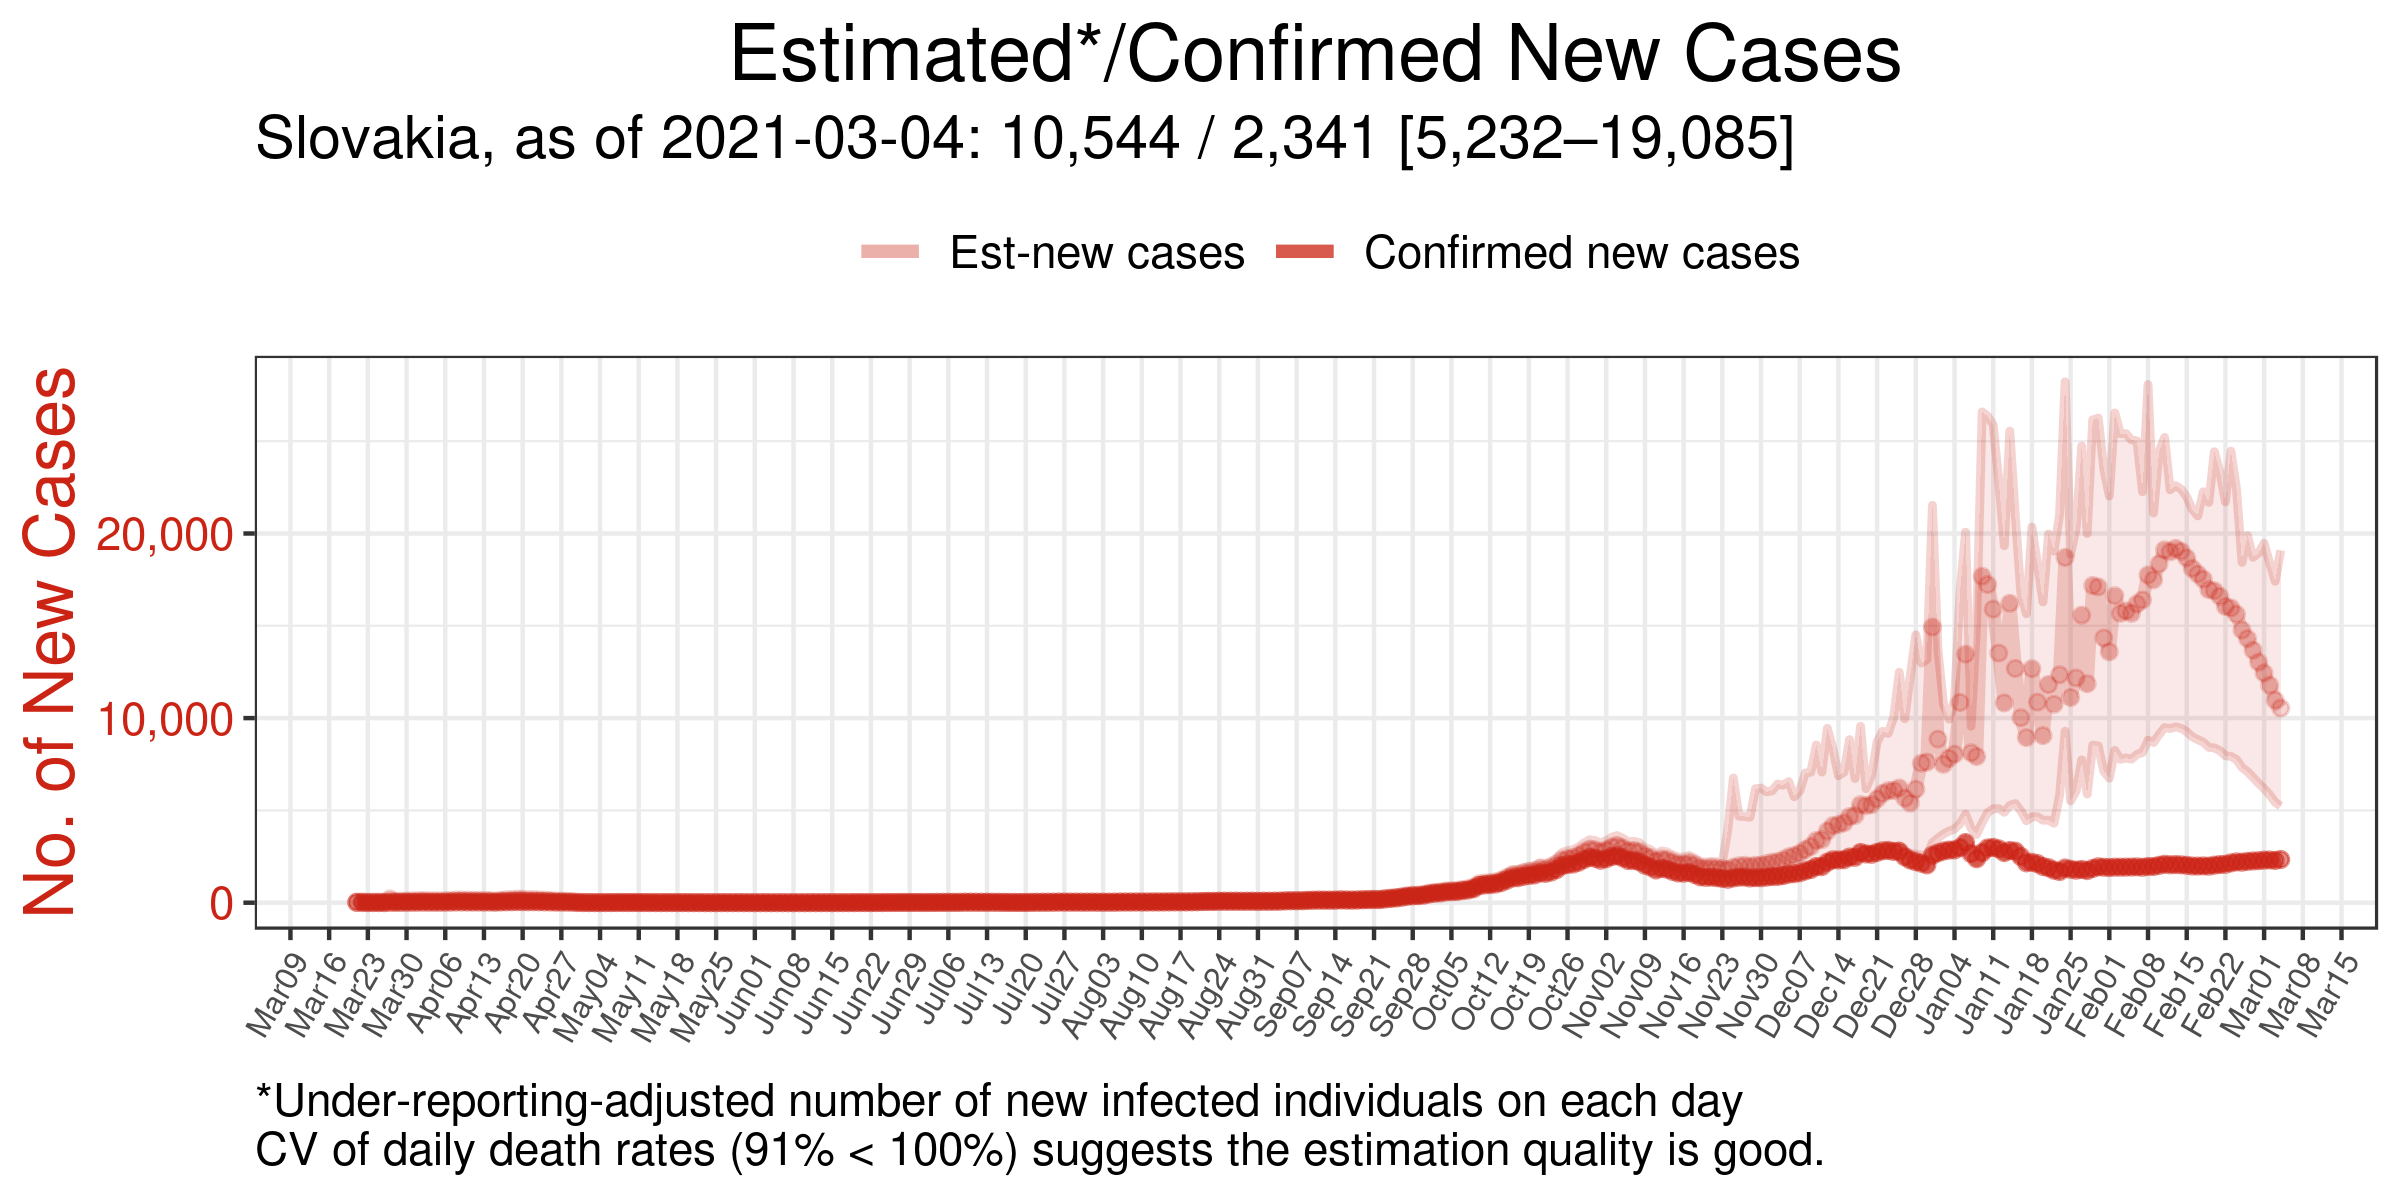 Estimated*/Confirmed New Cases
Slovakia, as of 2021-03-04: 10,544 / 2,341 [5,232–19,085]
Est-new cases
Confirmed new cases
No. of New Cases
20,000
10,000
0
Mar09
Mar16
Mar23
Mar30
Apr06
Apr13
Apr20
Apr27
May04
May11
May18
May25
Jun01
Jun08
Jun15
Jun22
Jun29
Jul06
Jul13
Jul20
Jul27
Aug03
Aug10
Aug17
Aug24
Aug31
Sep07
Sep14
Sep21
Sep28
Oct05
Oct12
Oct19
Oct26
Nov02
Nov09
Nov16
Nov23
Nov30
Dec07
Dec14
Dec21
Dec28
Jan04
Jan11
Jan18
Jan25
Feb01
Feb08
Feb15
Feb22
Mar01
Mar08
Mar15
*Under-reporting-adjusted number of new infected individuals on each day
CV of daily death rates (91% < 100%) suggests the estimation quality is good.